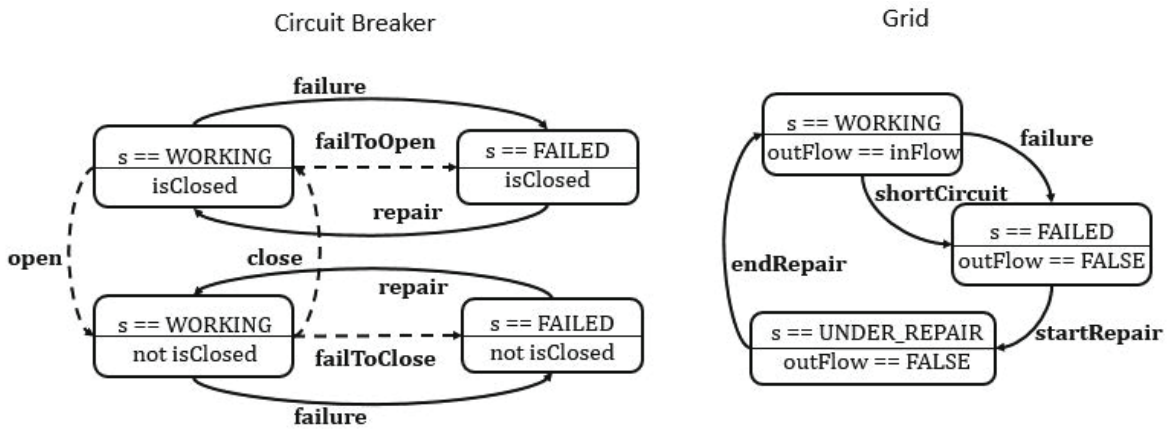 Circuit Breaker
failure
s == WORKING
isClosed
failToOpen
s == FAILED
isClosed
repair
open
close
repair
s == WORKING
not isClosed
failToClose
s == FAILED
not isClosed
failure
Grid
s == WORKING
outFlow == inFlow
failure
shortCircuit
s == FAILED
outFlow == FALSE
endRepair
s == UNDER_REPAIR
outFlow == FALSE
startRepair